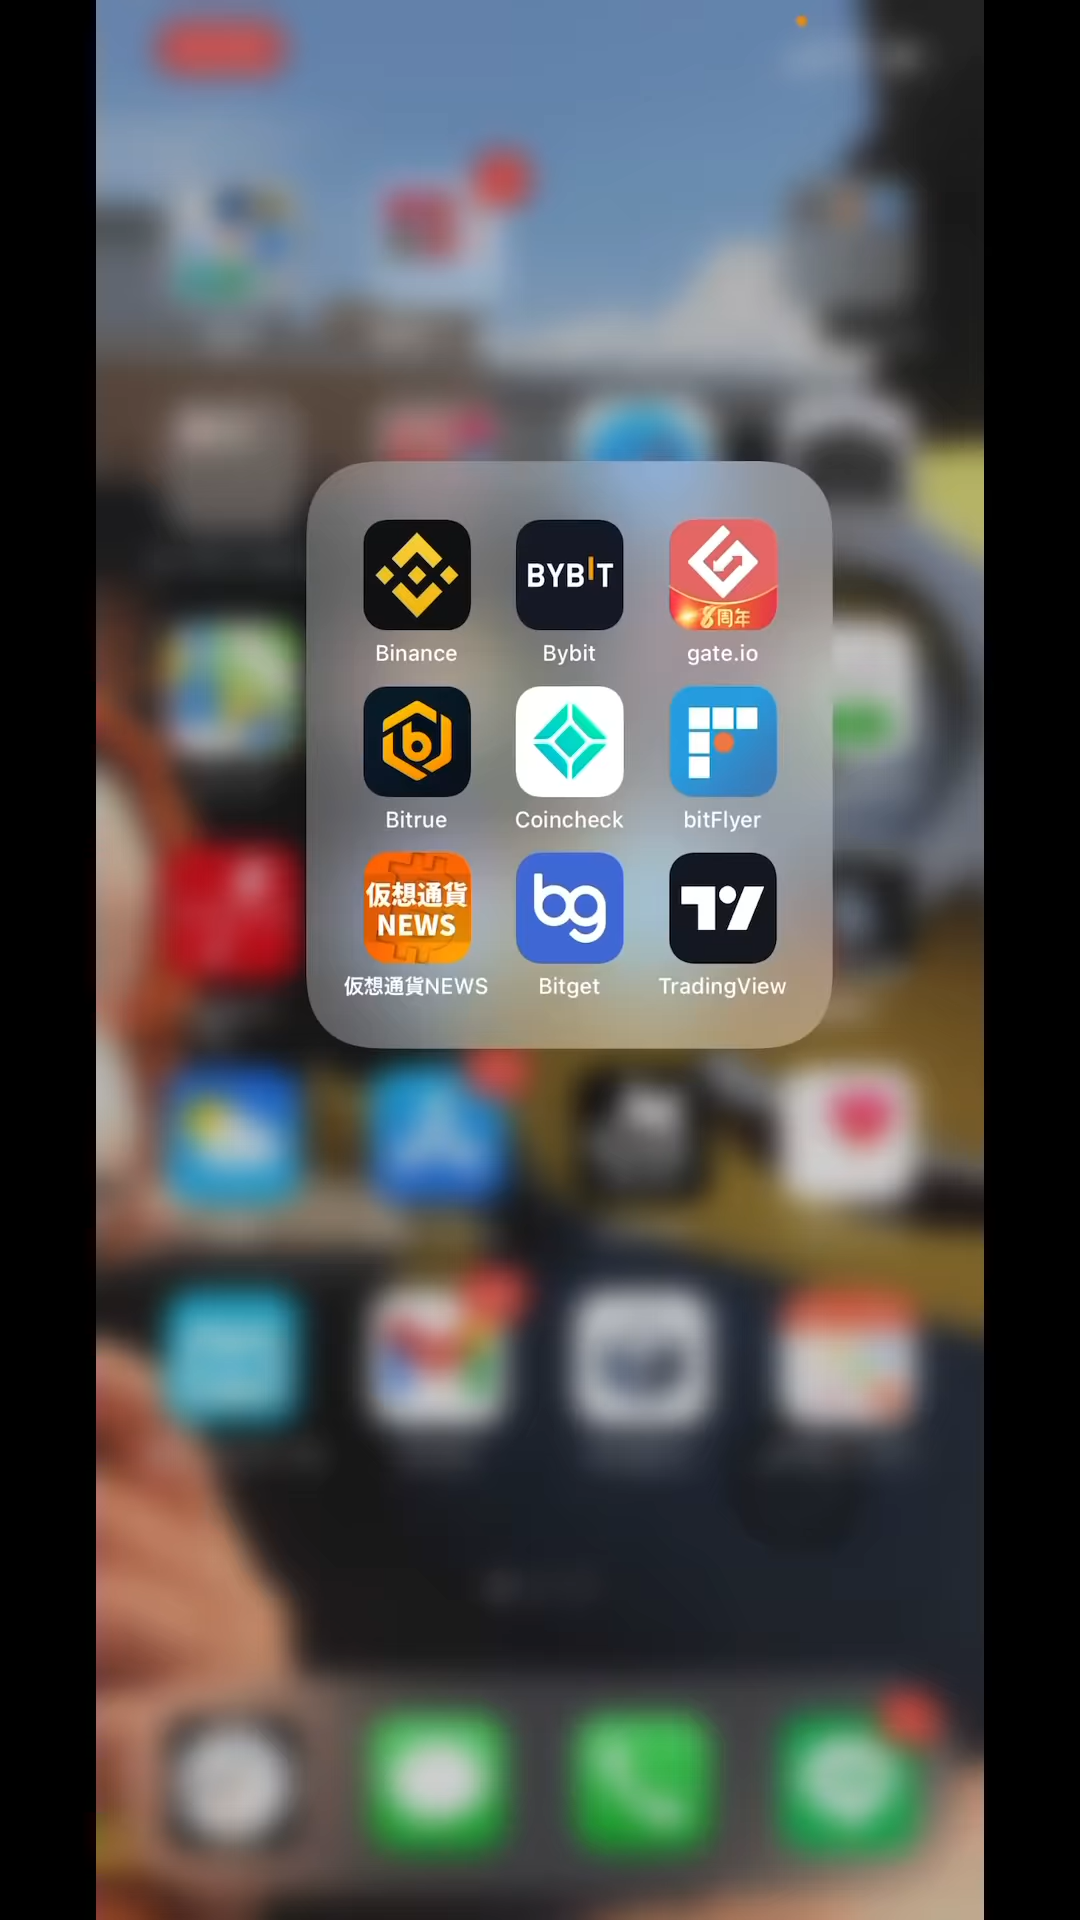 BYBIT
8周年
Binance
Bybit
gate.io
Bitrue
Coincheck
bitFlyer
仮想通貨
NEWS
仮想通貨NEWS
Bitget
TradingView
bg